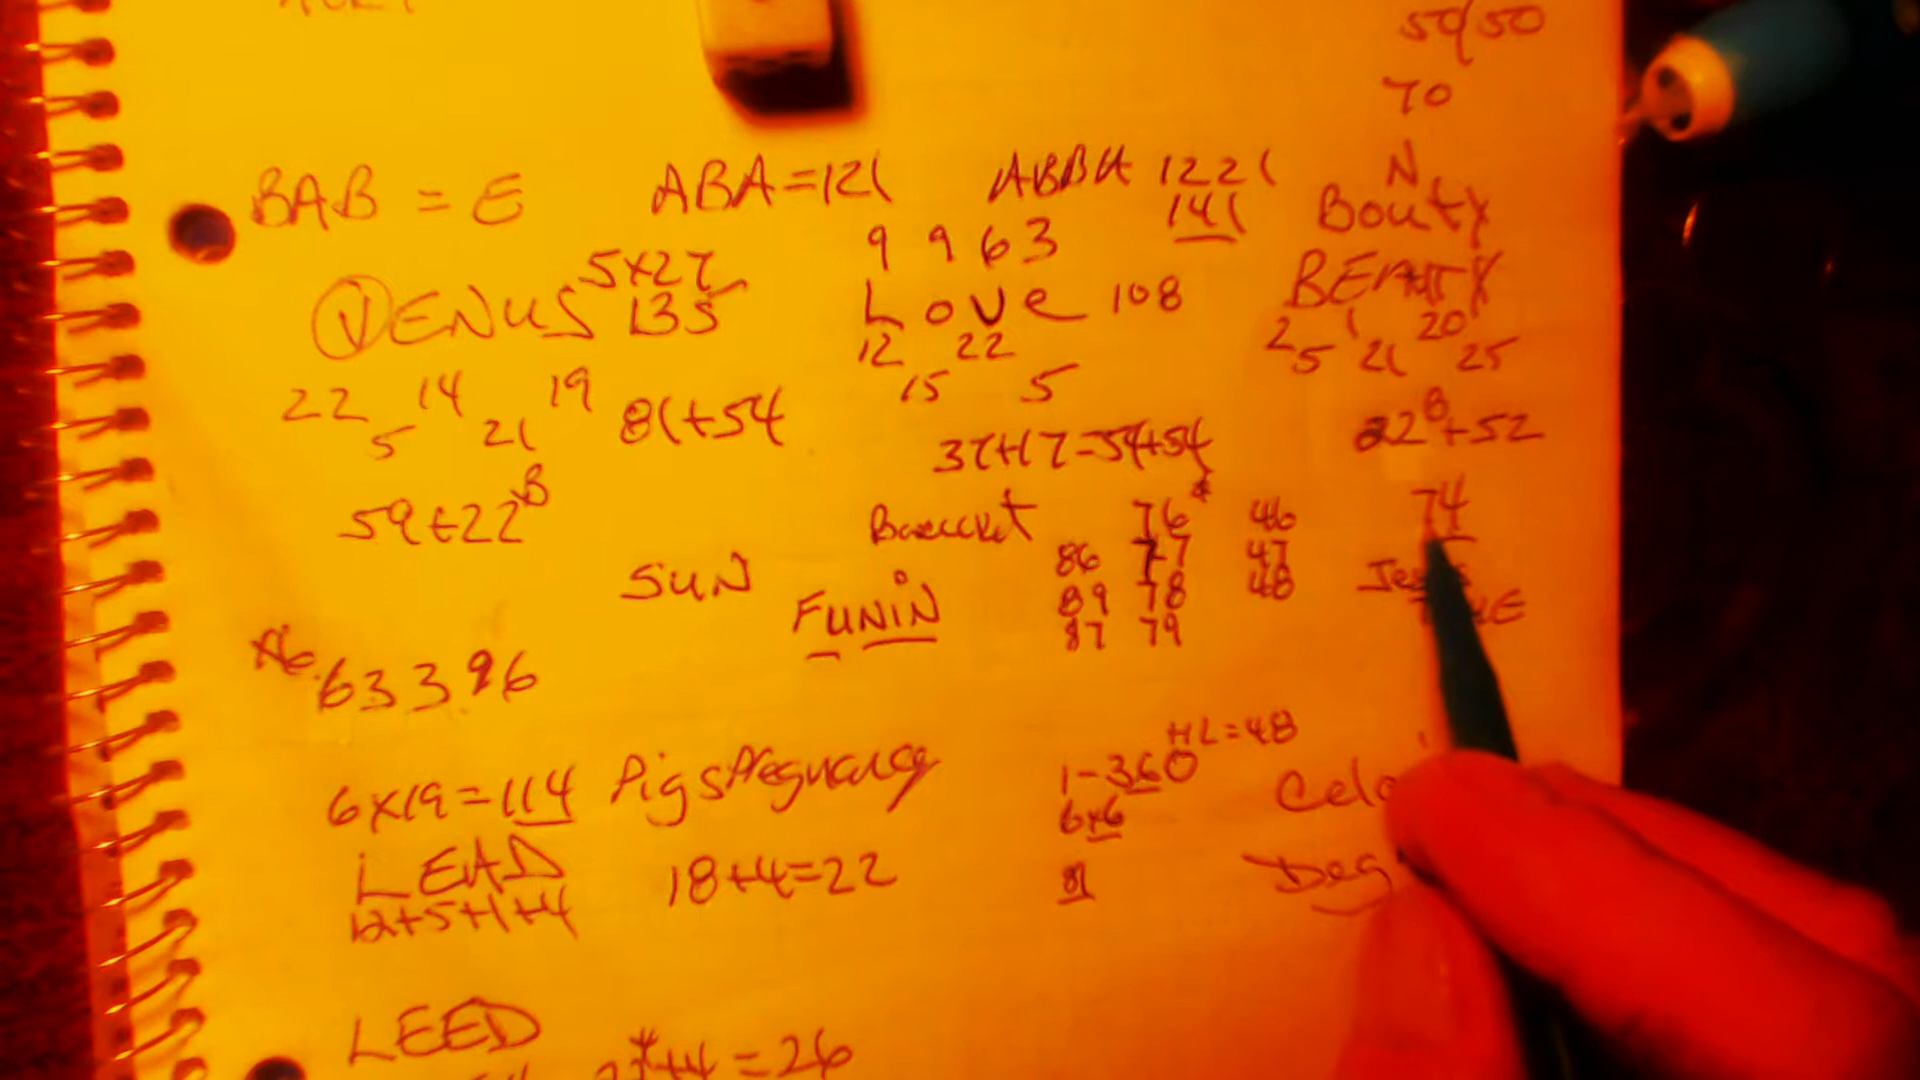 50/50
70
N
BAB = E ABA=121 ABBA 1221 Bouty
141
9 9 6 3
VENUS 5x27 LOVE 108 BEAUTY
135
12 22 2 1 20
15 5 5 21 25
22 14 19 81+54
5 21
37+17=54+54 22 B+52
59+22 B
76* 46 74
SUN 86 77 47
FUNIN 89 78 48
87 79
x6 63396
HL=48
6x19=114 Pigs Pregnancy 1-360
6x6
LEAD 18+4=22 81
12+5+1+4
LEED
+4=26